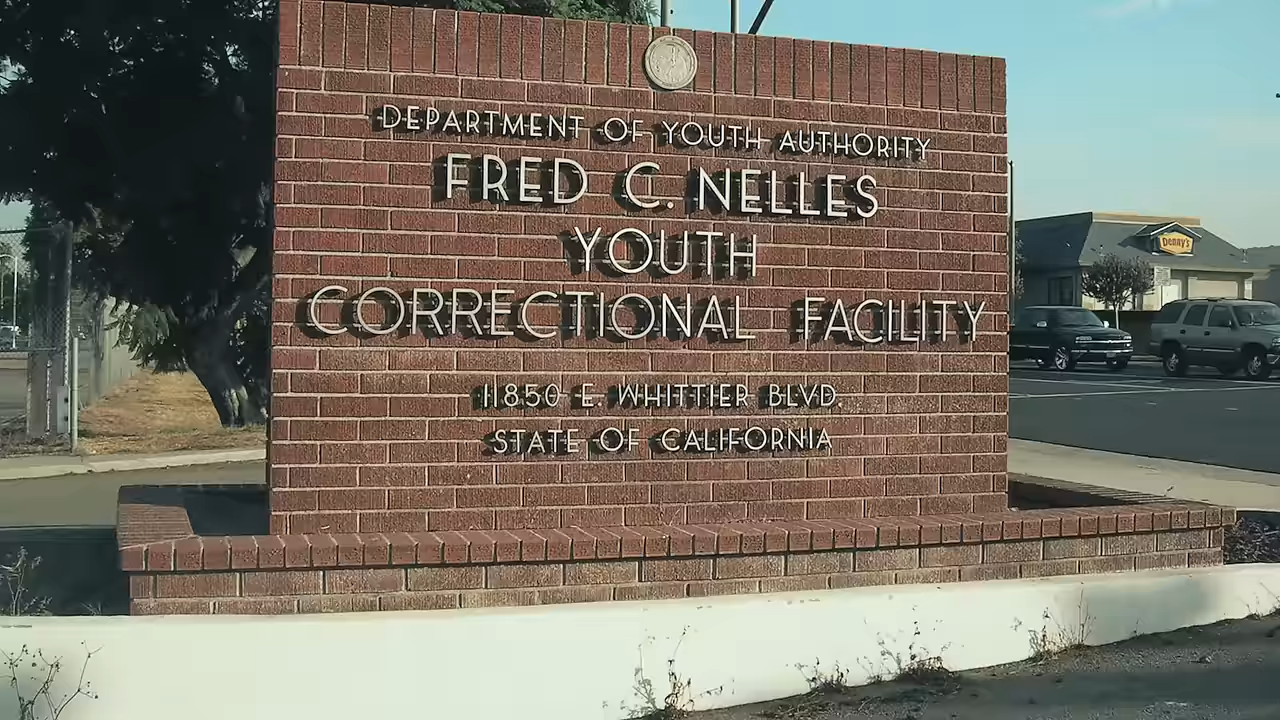 DEPARTMENT OF YOUTH AUTHORITY
FRED C. NELLES
YOUTH
CORRECTIONAL FACILITY
11850 E. WHITTIER BLVD.
STATE OF CALIFORNIA
Denny's